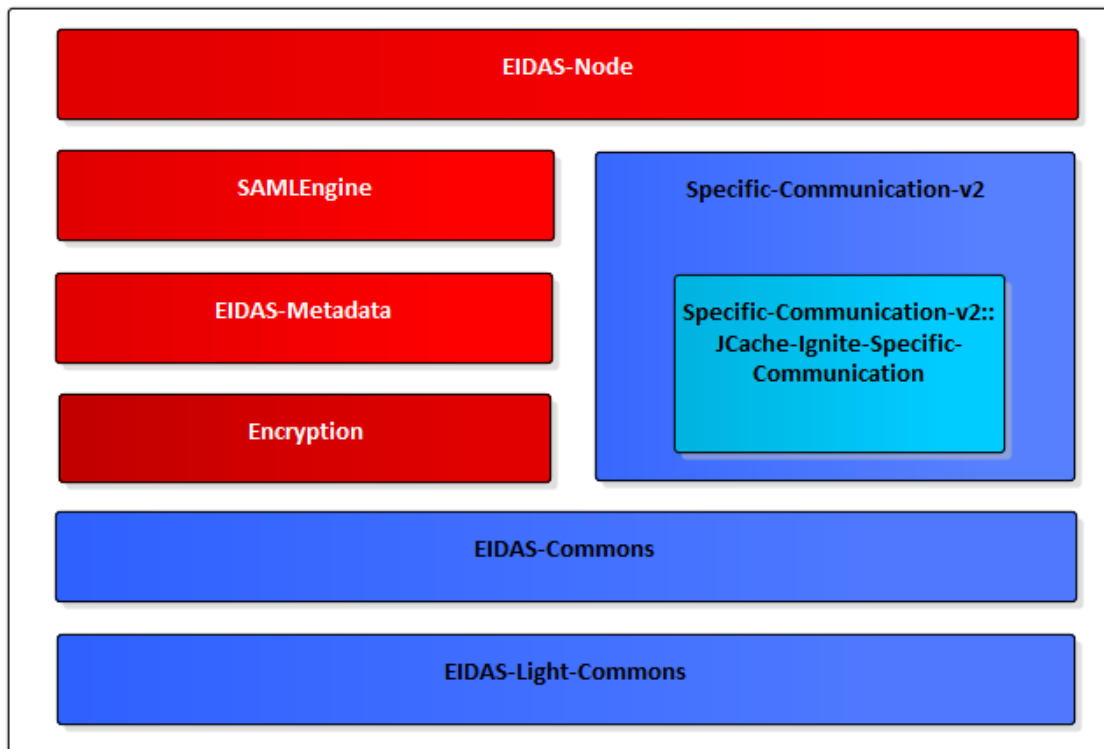 EIDAS-Node
SAMLEngine
Specific-Communication-v2
EIDAS-Metadata
Specific-Communication-v2::
JCache-Ignite-Specific-
Communication
Encryption
EIDAS-Commons
EIDAS-Light-Commons